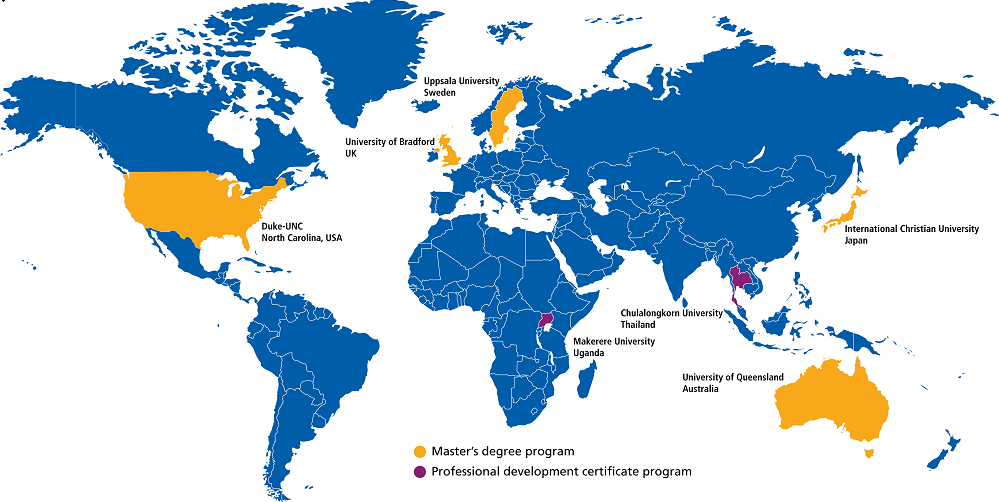 Uppsala University
Sweden
University of Bradford
UK
Duke-UNC
North Carolina, USA
International Christian University
Japan
Chulalongkorn University
Thailand
Makerere University
Uganda
University of Queensland
Australia
Master's degree program
Professional development certificate program